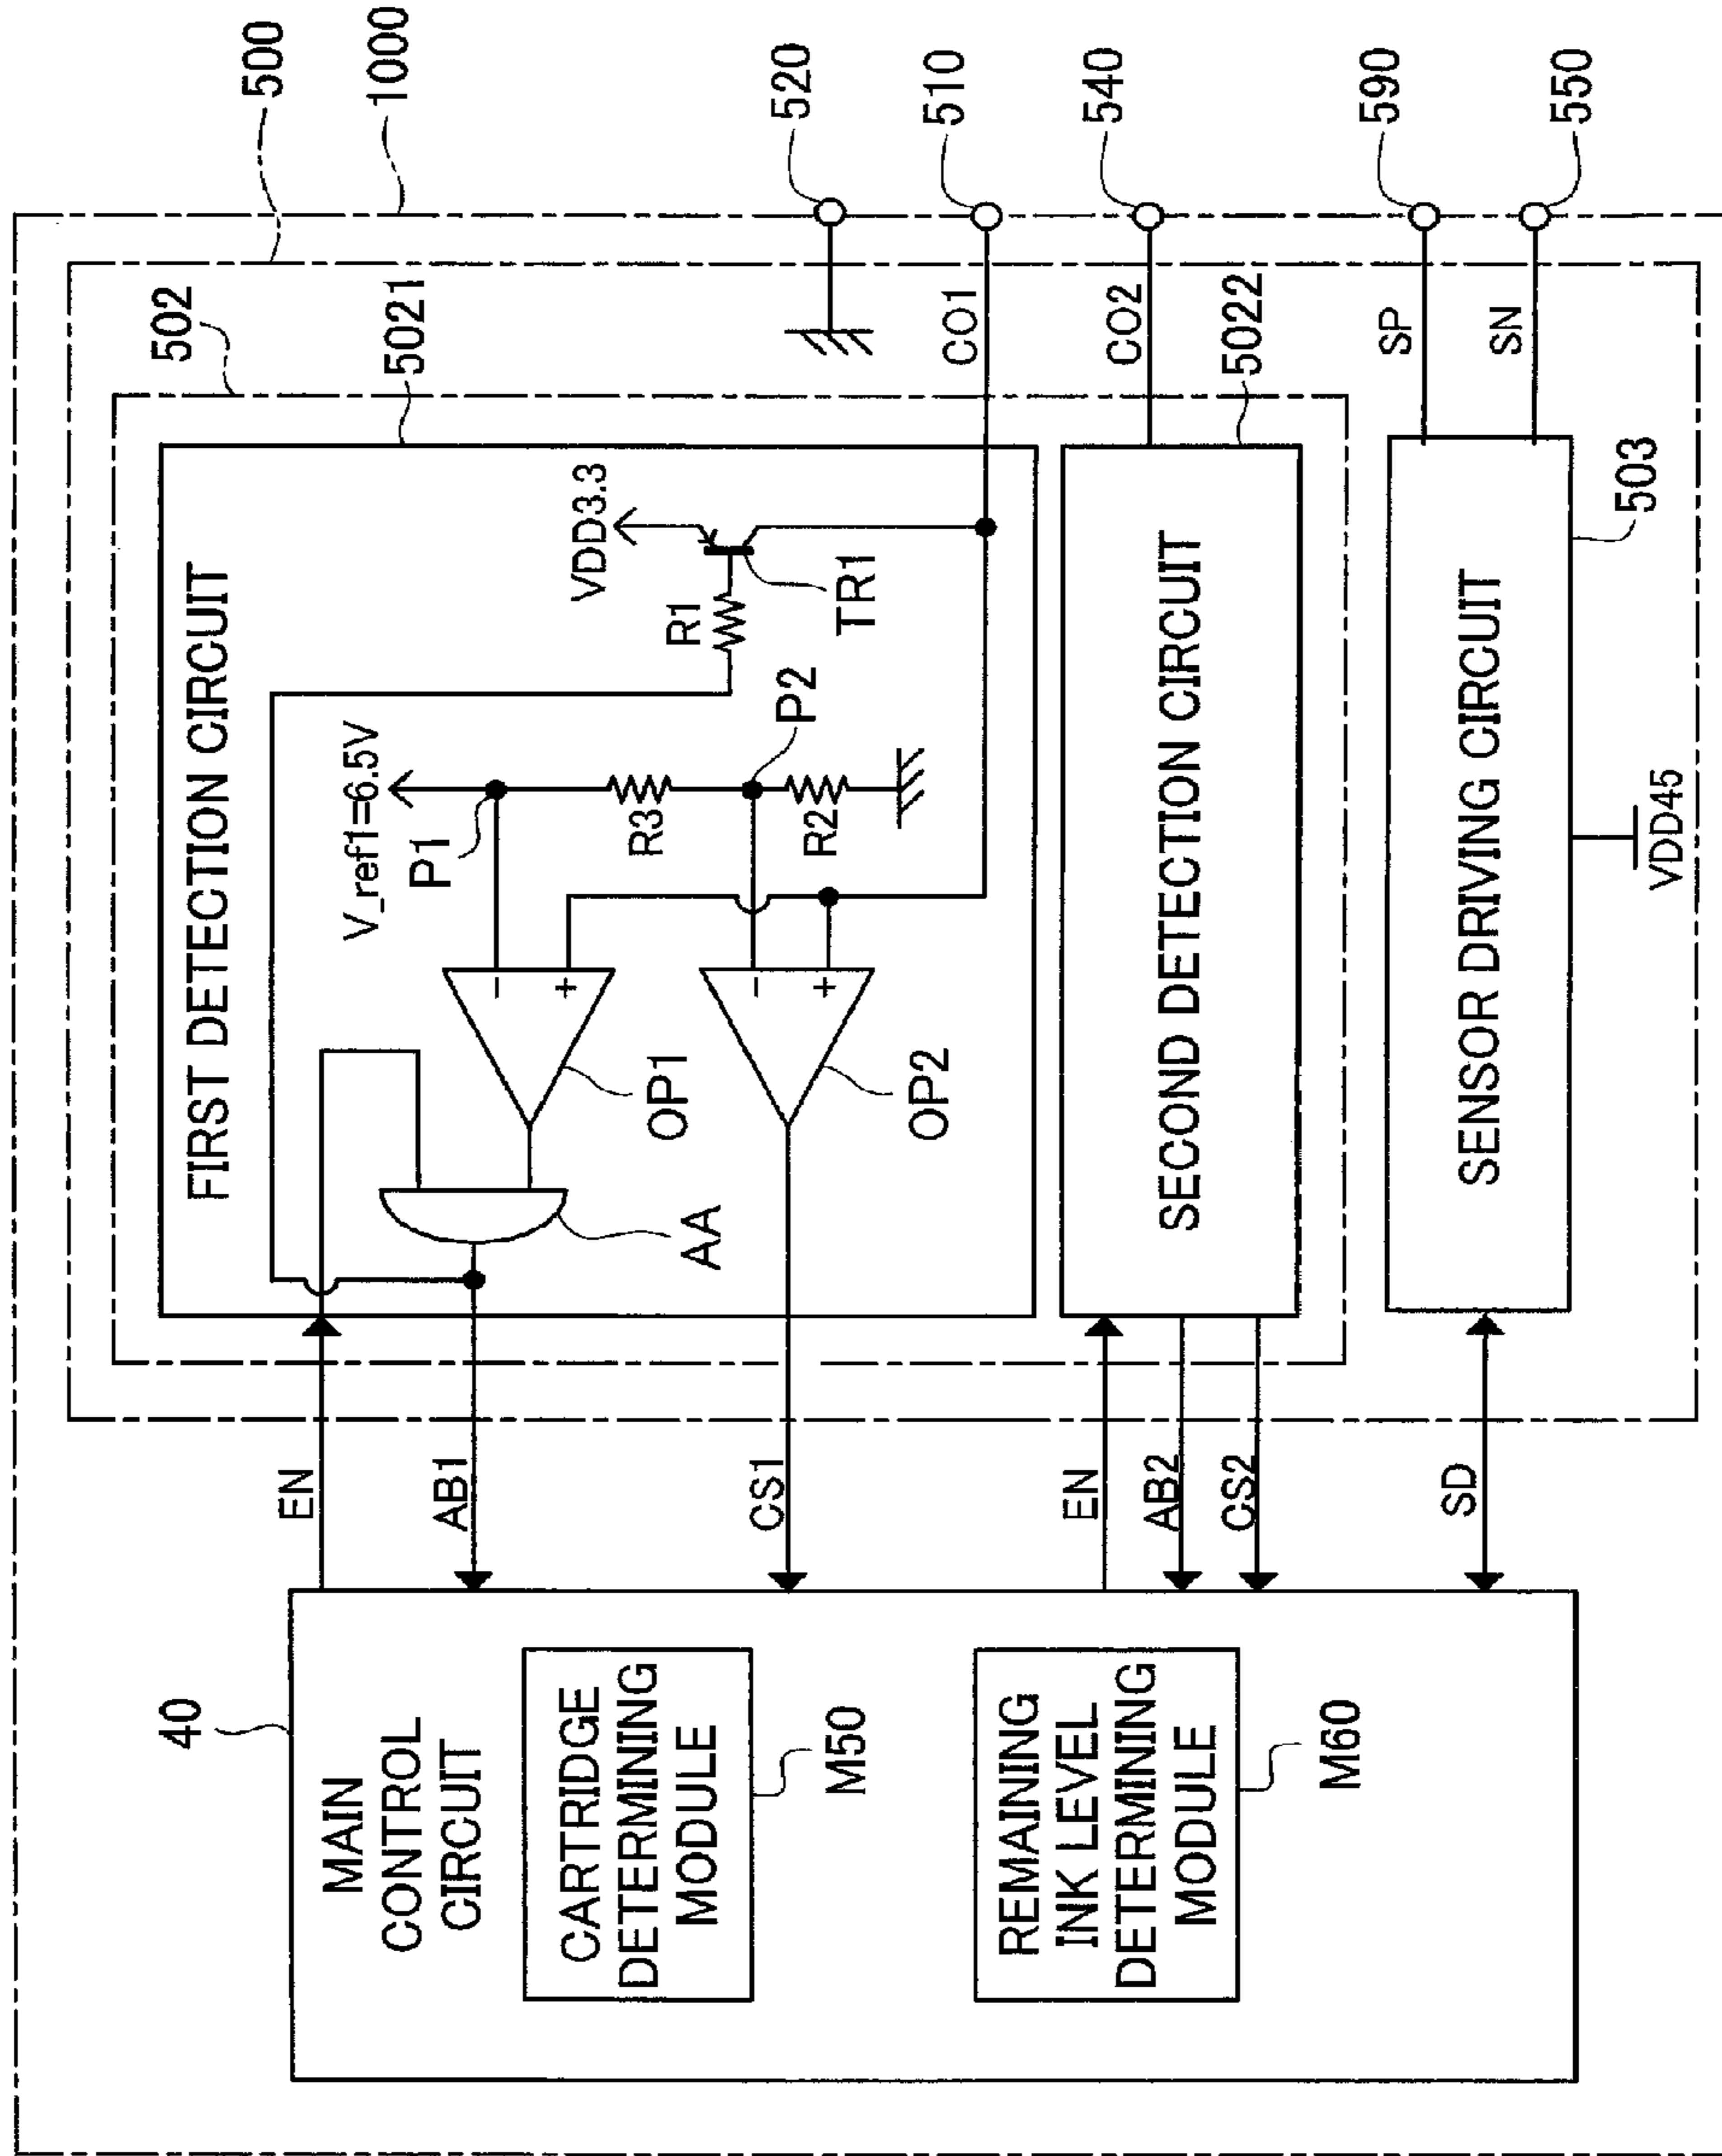 40
MAIN
CONTROL
CIRCUIT
CARTRIDGE
DETERMINING
MODULE
M50
REMAINING
INK LEVEL
DETERMINING
MODULE
M60
EN
AB1
CS1
EN
AB2
CS2
SD
1000
500
502
5021
FIRST DETECTION CIRCUIT
AA
OP1
-
+
OP2
-
+
V_ref1=6.5V
P1
R3
P2
R2
R1
VDD3.3
TR1
520
CO1
510
SECOND DETECTION CIRCUIT
5022
CO2
540
SENSOR DRIVING CIRCUIT
503
VDD45
SP
590
SN
550